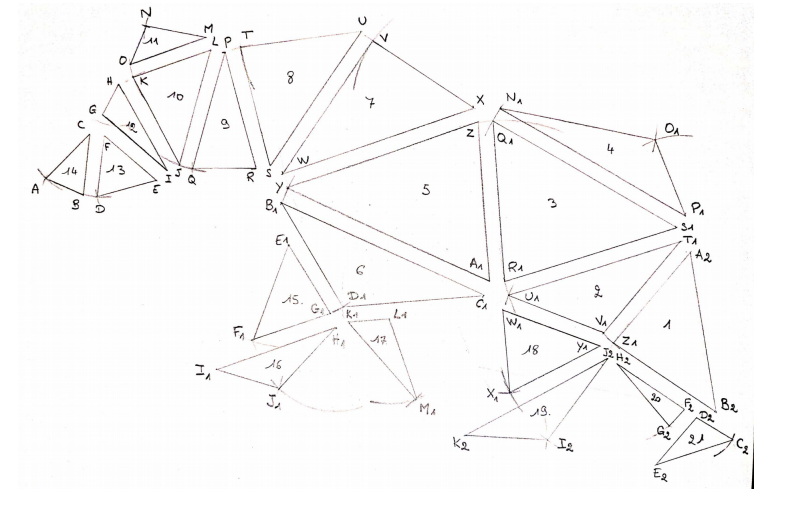 N
M
U
11
L P T
V
O
H K
8
10
7
X N1
G
9
Z Q1
O1
C
12
4
F
W
14 13
I J Q R S
5
3
A
E
Y
P1
B D
B1
S1
T1
E1
A1 R1
A2
6
2
D1
C1 U1
15.
G1 K1 L1
W1
V1
1
F1
H1
17
Z1
16
18
Y1 J2 H2
I1
J1
X1
20
M1
19.
F2
B2
D2
G2
K2
I2
21 C2
E2